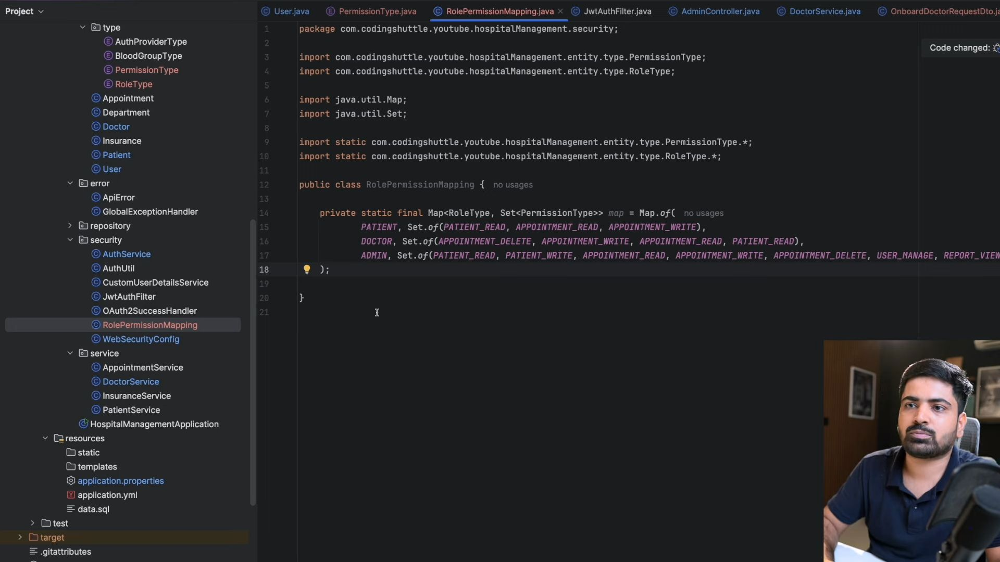 Project
User.java PermissionType.java RolePermissionMapping.java JwtAuthFilter.java AdminController.java DoctorService.java OnboardDoctorRequestDto.ja
type
AuthProviderType
BloodGroupType
PermissionType
RoleType
Appointment
Department
Doctor
Insurance
Patient
User
error
ApiError
GlobalExceptionHandler
repository
security
AuthService
AuthUtil
CustomUserDetailsService
JwtAuthFilter
OAuth2SuccessHandler
RolePermissionMapping
WebSecurityConfig
service
AppointmentService
DoctorService
InsuranceService
PatientService
HospitalManagementApplication
resources
static
templates
application.properties
application.yml
data.sql
test
target
.gitattributes
1 package com.codingshuttle.youtube.hospitalManagement.security;
2
3 import com.codingshuttle.youtube.hospitalManagement.entity.type.PermissionType;
4 import com.codingshuttle.youtube.hospitalManagement.entity.type.RoleType;
5
6 import java.util.Map;
7 import java.util.Set;
8
9 import static com.codingshuttle.youtube.hospitalManagement.entity.type.PermissionType.*;
10 import static com.codingshuttle.youtube.hospitalManagement.entity.type.RoleType.*;
11
12 public class RolePermissionMapping { no usages
13
14 private static final Map<RoleType, Set<PermissionType>> map = Map.of( no usages
15 PATIENT, Set.of(PATIENT_READ, APPOINTMENT_READ, APPOINTMENT_WRITE),
16 DOCTOR, Set.of(APPOINTMENT_DELETE, APPOINTMENT_WRITE, APPOINTMENT_READ, PATIENT_READ),
17 ADMIN, Set.of(PATIENT_READ, PATIENT_WRITE, APPOINTMENT_READ, APPOINTMENT_WRITE, APPOINTMENT_DELETE, USER_MANAGE, REPORT_VIEW
18 );
19
20 }
21
Code changed: